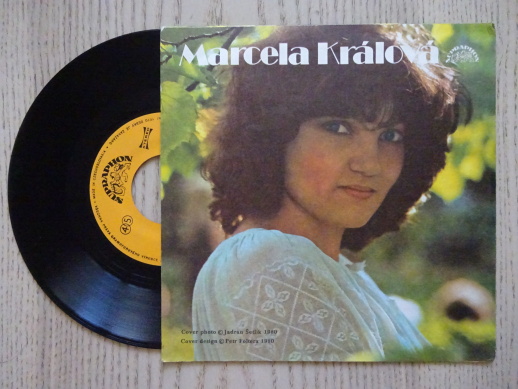 Marcela Králová
SUPRAPHON
SUPRAPHON
45
Cover photo © Jadran Šetlík 1980
Cover design © Petr Fabera 1980